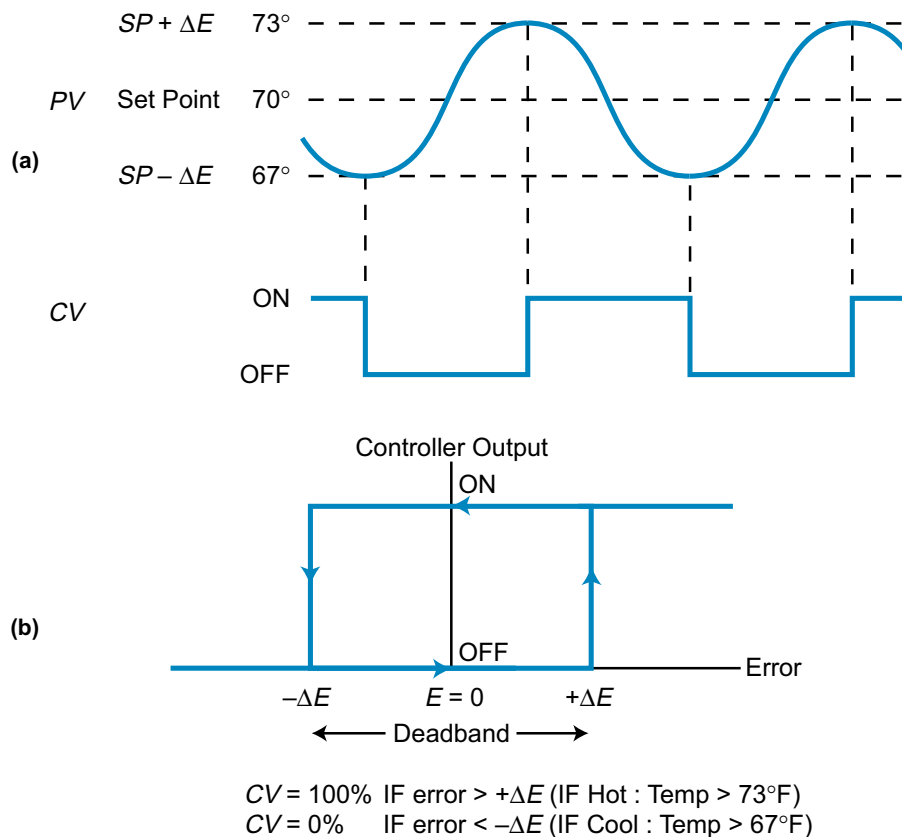 SP + ΔE 73°
PV Set Point 70°
(a)
SP – ΔE 67°
CV
ON
OFF
Controller Output
ON
(b)
OFF
Error
–ΔE E = 0 +ΔE
Deadband
CV = 100% IF error > +ΔE (IF Hot : Temp > 73°F)
CV = 0% IF error < –ΔE (IF Cool : Temp > 67°F)